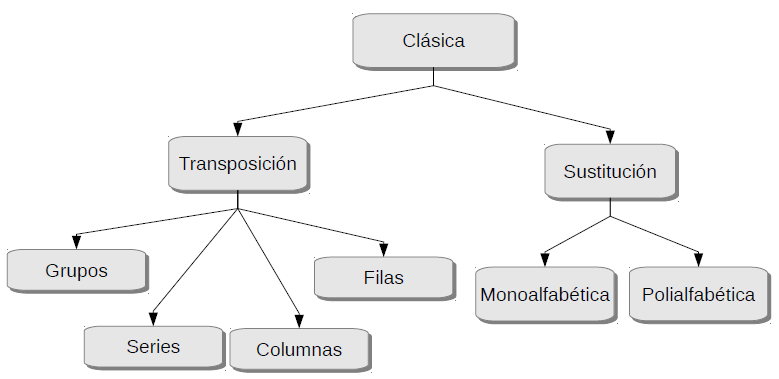 Clásica
Transposición
Sustitución
Grupos
Filas
Monoalfabética
Polialfabética
Series
Columnas